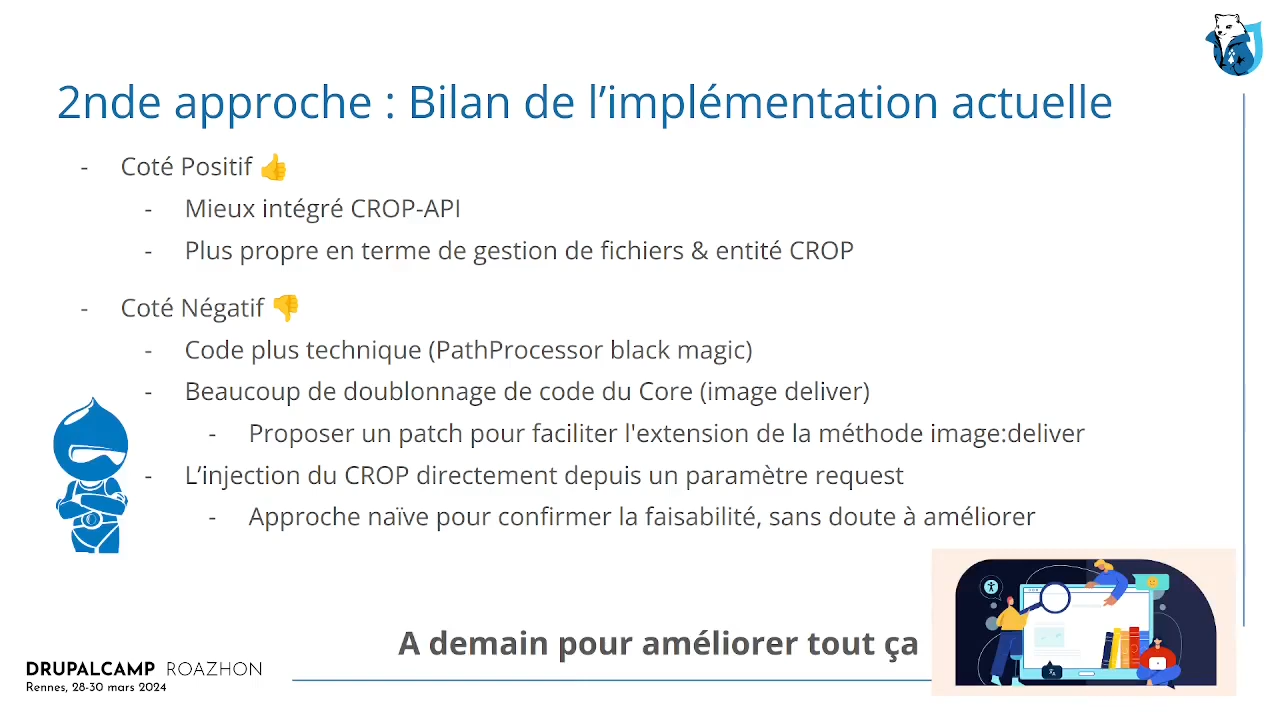 2nde approche : Bilan de l’implémentation actuelle
- Coté Positif 👍
- Mieux intégré CROP-API
- Plus propre en terme de gestion de fichiers & entité CROP
- Coté Négatif 👎
- Code plus technique (PathProcessor black magic)
- Beaucoup de doublonnage de code du Core (image deliver)
- Proposer un patch pour faciliter l'extension de la méthode image:deliver
- L’injection du CROP directement depuis un paramètre request
- Approche naïve pour confirmer la faisabilité, sans doute à améliorer
A demain pour améliorer tout ça
DRUPALCAMP ROAZHON
Rennes, 28-30 mars 2024